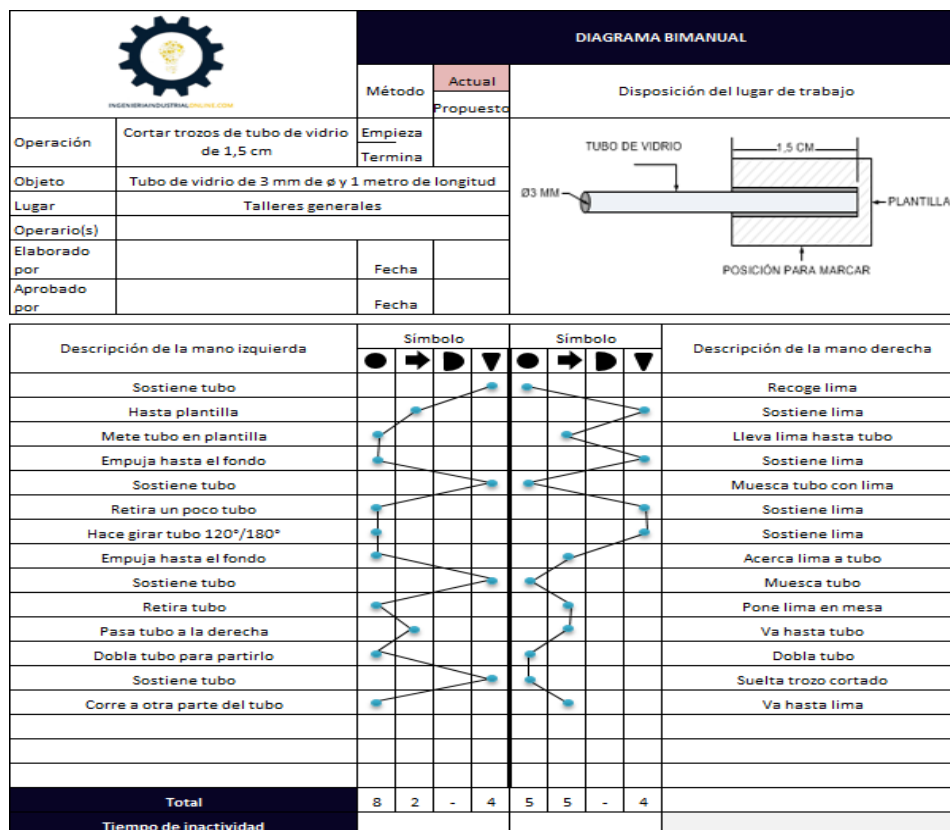 DIAGRAMA BIMANUAL
INGENIERIAINDUSTRIALONLINE.COM
Método
Actual
Propuesto
Disposición del lugar de trabajo
Operación
Cortar trozos de tubo de vidrio
de 1,5 cm
Empieza
Termina
Objeto
Tubo de vidrio de 3 mm de ø y 1 metro de longitud
Lugar
Talleres generales
Operario(s)
Elaborado
por
Fecha
Aprobado
por
Fecha
TUBO DE VIDRIO
1,5 CM
Ø3 MM
PLANTILLA
POSICIÓN PARA MARCAR
Descripción de la mano izquierda
Símbolo
Símbolo
Descripción de la mano derecha
Sostiene tubo
Recoge lima
Hasta plantilla
Sostiene lima
Mete tubo en plantilla
Lleva lima hasta tubo
Empuja hasta el fondo
Sostiene lima
Sostiene tubo
Muesca tubo con lima
Retira un poco tubo
Sostiene lima
Hace girar tubo 120°/180°
Sostiene lima
Empuja hasta el fondo
Acerca lima a tubo
Sostiene tubo
Muesca tubo
Retira tubo
Pone lima en mesa
Pasa tubo a la derecha
Va hasta tubo
Dobla tubo para partirlo
Dobla tubo
Sostiene tubo
Suelta trozo cortado
Corre a otra parte del tubo
Va hasta lima
Total 8 2 - 4 5 5 - 4
Tiempo de inactividad